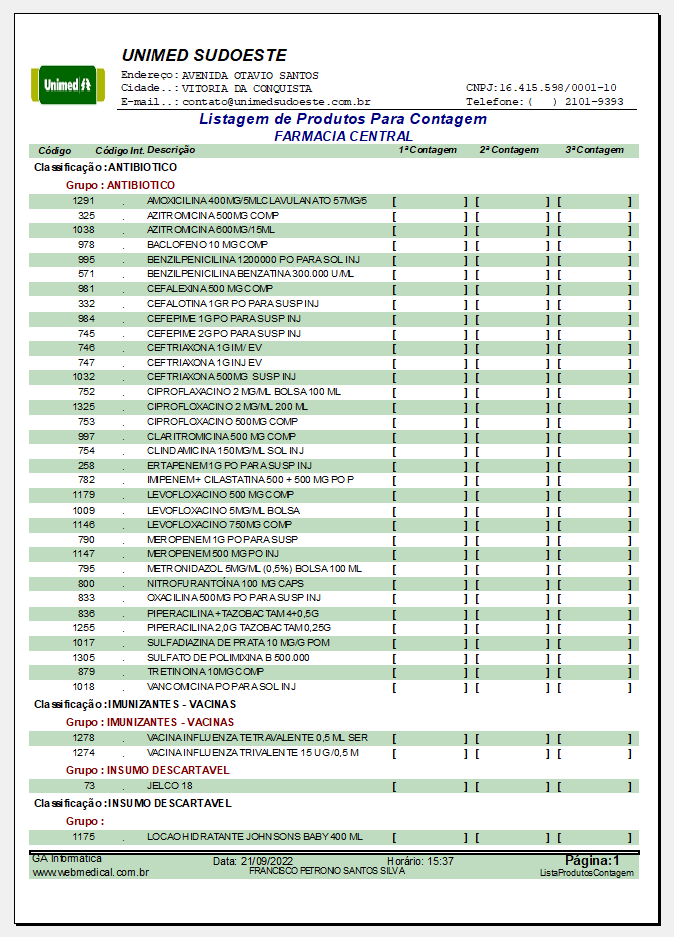 UNIMED SUDOESTE
Unimed
Endereço: AVENIDA OTAVIO SANTOS
Cidade..: VITORIA DA CONQUISTA CNPJ:16.415.598/0001-10
E-mail..: contato@unimedsudoeste.com.br Telefone:( ) 2101-9393
Listagem de Produtos Para Contagem
FARMACIA CENTRAL
Código Código Int. Descrição 1ª Contagem 2ª Contagem 3ª Contagem
Classificação : ANTIBIOTICO
Grupo : ANTIBIOTICO
1291 . AMOXICILINA 400MG/5MLCLAVULANATO 57MG/5 [ ] [ ] [ ]
325 . AZITROMICINA 500MG COMP [ ] [ ] [ ]
1038 . AZITROMICINA 600MG/15ML [ ] [ ] [ ]
978 . BACLOFENO 10 MG COMP [ ] [ ] [ ]
995 . BENZILPENICILINA 1200000 PO PARA SOL INJ [ ] [ ] [ ]
571 . BENZILPENICILINA BENZATINA 300.000 U/ML [ ] [ ] [ ]
981 . CEFALEXINA 500 MG COMP [ ] [ ] [ ]
332 . CEFALOTINA 1GR PO PARA SUSP INJ [ ] [ ] [ ]
984 . CEFEPIME 1G PO PARA SUSP INJ [ ] [ ] [ ]
745 . CEFEPIME 2G PO PARA SUSP INJ [ ] [ ] [ ]
746 . CEFTRIAXONA 1G IM/ EV [ ] [ ] [ ]
747 . CEFTRIAXONA 1G INJ EV [ ] [ ] [ ]
1032 . CEFTRIAXONA 500MG SUSP INJ [ ] [ ] [ ]
752 . CIPROFLAXACINO 2 MG/ML BOLSA 100 ML [ ] [ ] [ ]
1325 . CIPROFLOXACINO 2 MG/ML 200 ML [ ] [ ] [ ]
753 . CIPROFLOXACINO 500MG COMP [ ] [ ] [ ]
997 . CLARITROMICINA 500 MG COMP [ ] [ ] [ ]
754 . CLINDAMICINA 150MG/ML SOL INJ [ ] [ ] [ ]
258 . ERTAPENEM 1G PO PARA SUSP INJ [ ] [ ] [ ]
782 . IMIPENEM + CILASTATINA 500 + 500 MG PO P [ ] [ ] [ ]
1179 . LEVOFLOXACINO 500 MG COMP [ ] [ ] [ ]
1009 . LEVOFLOXACINO 5MG/ML BOLSA [ ] [ ] [ ]
1146 . LEVOFLOXACINO 750MG COMP [ ] [ ] [ ]
790 . MEROPENEM 1G PO PARA SUSP [ ] [ ] [ ]
1147 . MEROPENEM 500 MG PO INJ [ ] [ ] [ ]
795 . METRONIDAZOL 5MG/ML (0,5%) BOLSA 100 ML [ ] [ ] [ ]
800 . NITROFURANTOÍNA 100 MG CAPS [ ] [ ] [ ]
833 . OXACILINA 500MG PO PARA SUSP INJ [ ] [ ] [ ]
836 . PIPERACILINA +TAZOBACTAM 4+0,5G [ ] [ ] [ ]
1255 . PIPERACILINA 2,0G TAZOBACTAM 0,25G [ ] [ ] [ ]
1017 . SULFADIAZINA DE PRATA 10 MG/G POM [ ] [ ] [ ]
1305 . SULFATO DE POLIMIXINA B 500.000 [ ] [ ] [ ]
879 . TRETINOINA 10MG COMP [ ] [ ] [ ]
1018 . VANCOMICINA PO PARA SOL INJ [ ] [ ] [ ]
Classificação : IMUNIZANTES - VACINAS
Grupo : IMUNIZANTES - VACINAS
1278 . VACINA INFLUENZA TETRAVALENTE 0,5 ML SER [ ] [ ] [ ]
1274 . VACINA INFLUENZA TRIVALENTE 15 UG/0,5 M [ ] [ ] [ ]
Grupo : INSUMO DESCARTAVEL
73 . JELCO 18 [ ] [ ] [ ]
Classificação : INSUMO DESCARTAVEL
Grupo :
1175 . LOCAO HIDRATANTE JOHNSONS BABY 400 ML [ ] [ ] [ ]
GA Informatica Data: 21/09/2022 Horário: 15:37 Página:1
www.webmedical.com.br FRANCISCO PETRONIO SANTOS SILVA ListaProdutosContagem